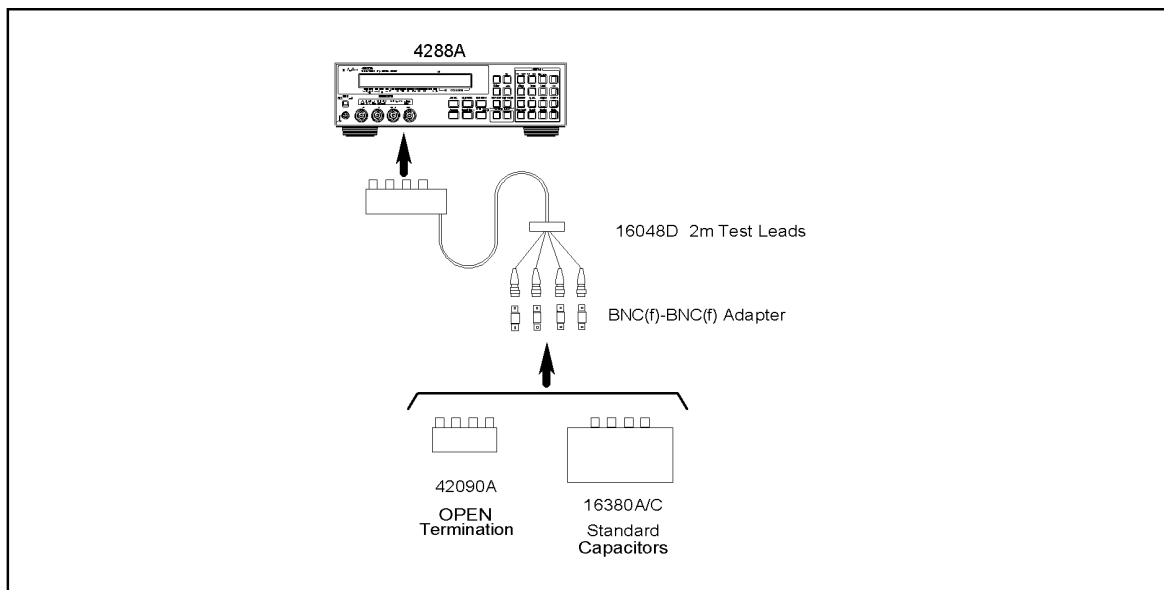 4288A
16048D 2m Test Leads
BNC(f)-BNC(f) Adapter
42090A
OPEN
Termination
16380A/C
Standard
Capacitors